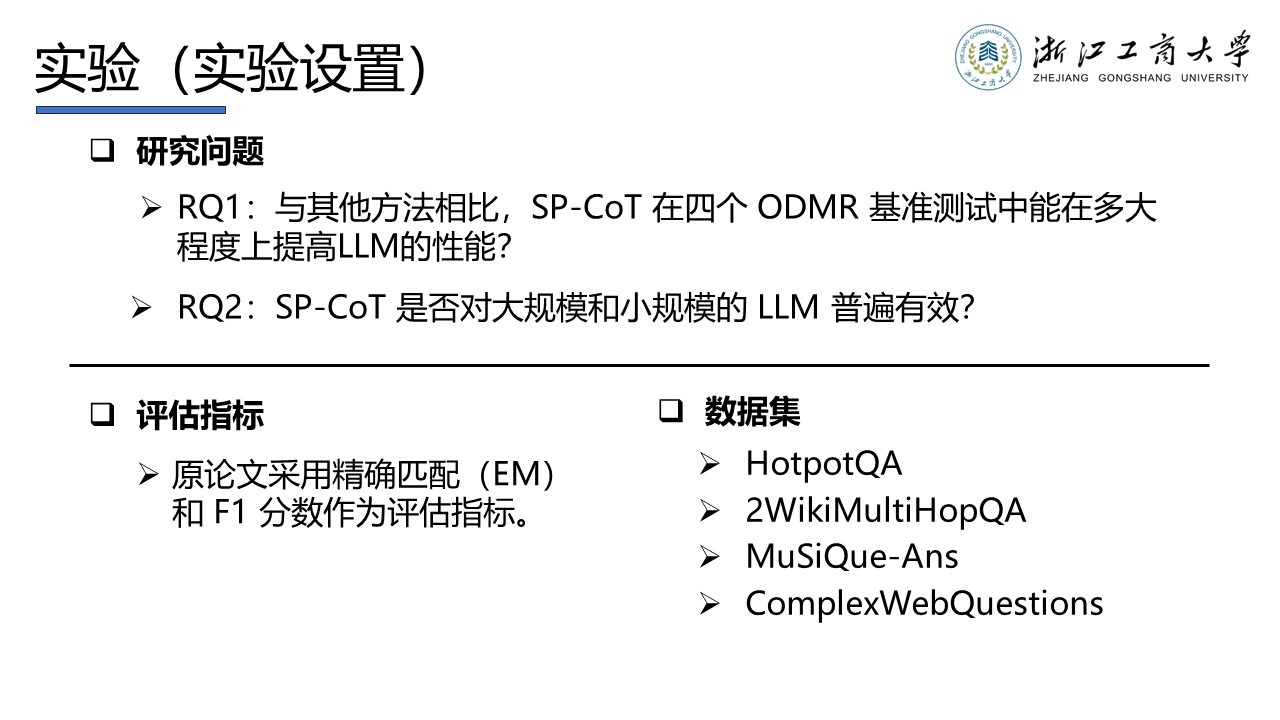 实验（实验设置）
浙江工商大学
ZHEJIANG GONGSHANG UNIVERSITY
研究问题
RQ1：与其他方法相比，SP-CoT 在四个 ODMR 基准测试中能在多大
程度上提高LLM的性能？
RQ2：SP-CoT 是否对大规模和小规模的 LLM 普遍有效？
评估指标
原论文采用精确匹配（EM）
和 F1 分数作为评估指标。
数据集
HotpotQA
2WikiMultiHopQA
MuSiQue-Ans
ComplexWebQuestions